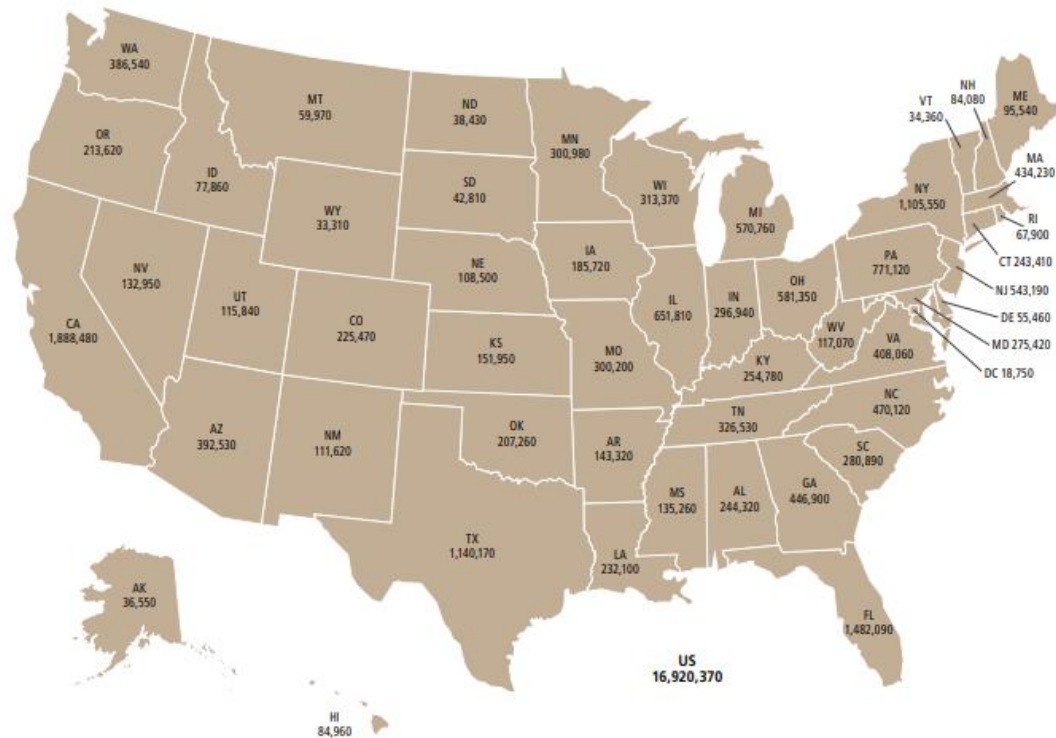 WA
386,540
MT
59,970
ND
38,430
MN
300,980
NH
84,080
VT
34,360
ME
95,540
OR
213,620
ID
77,860
SD
42,810
WI
313,370
MI
570,760
NY
1,105,550
MA
434,230
RI
67,900
CT 243,410
WY
33,310
IA
185,720
PA
771,120
NJ 543,190
NE
108,500
NV
132,950
UT
115,840
CO
225,470
IL
651,810
IN
296,940
OH
581,350
DE 55,460
MD 275,420
DC 18,750
CA
1,888,480
KS
151,950
MO
300,200
WV
117,070
VA
408,060
KY
254,780
NC
470,120
TN
326,530
AZ
392,530
NM
111,620
OK
207,260
AR
143,320
SC
280,890
MS
135,260
AL
244,320
GA
446,900
TX
1,140,170
LA
232,100
AK
36,550
FL
1,482,090
US
16,920,370
HI
84,960